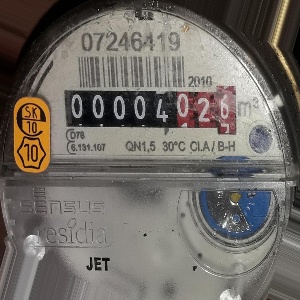 07246419
2010
00004026 m³
D78
6.131.107
QN1,5 30°C Cl.A / B-H
SK
10
10
SENSUS
residia
JET